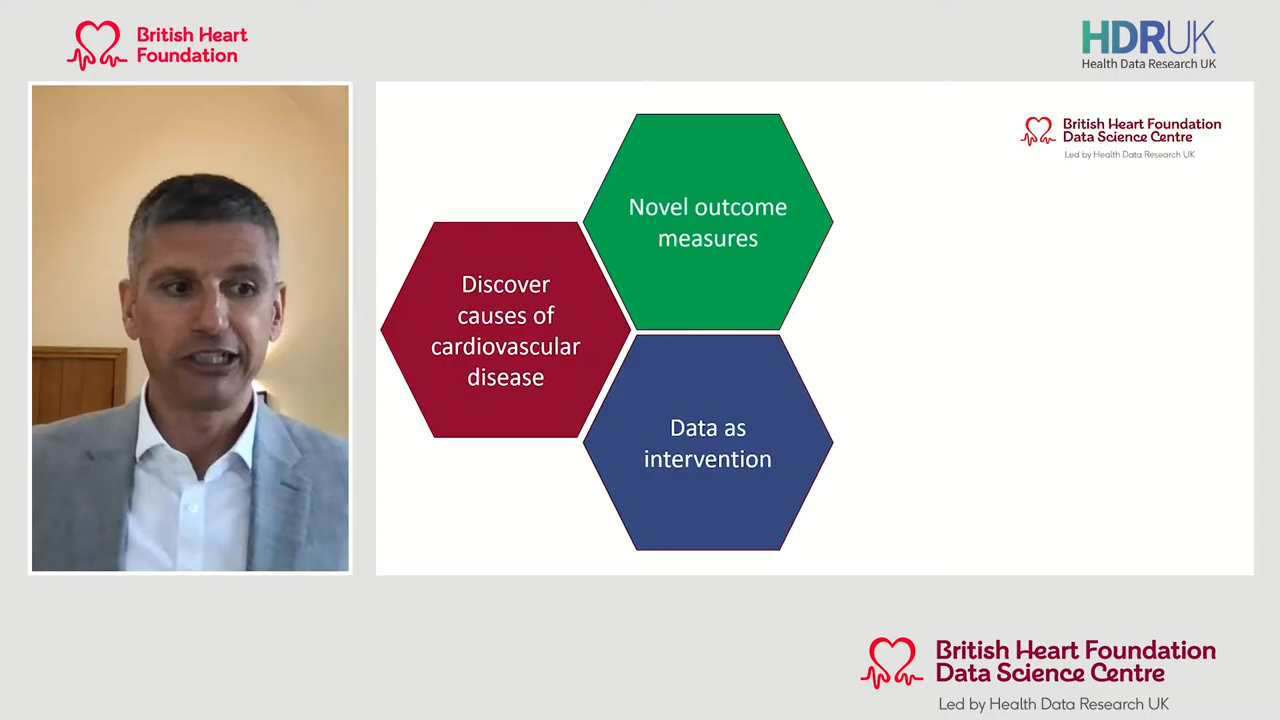 British Heart
Foundation
HDRUK
Health Data Research UK
British Heart Foundation
Data Science Centre
Led by Health Data Research UK
Novel outcome
measures
Discover
causes of
cardiovascular
disease
Data as
intervention
British Heart Foundation
Data Science Centre
Led by Health Data Research UK